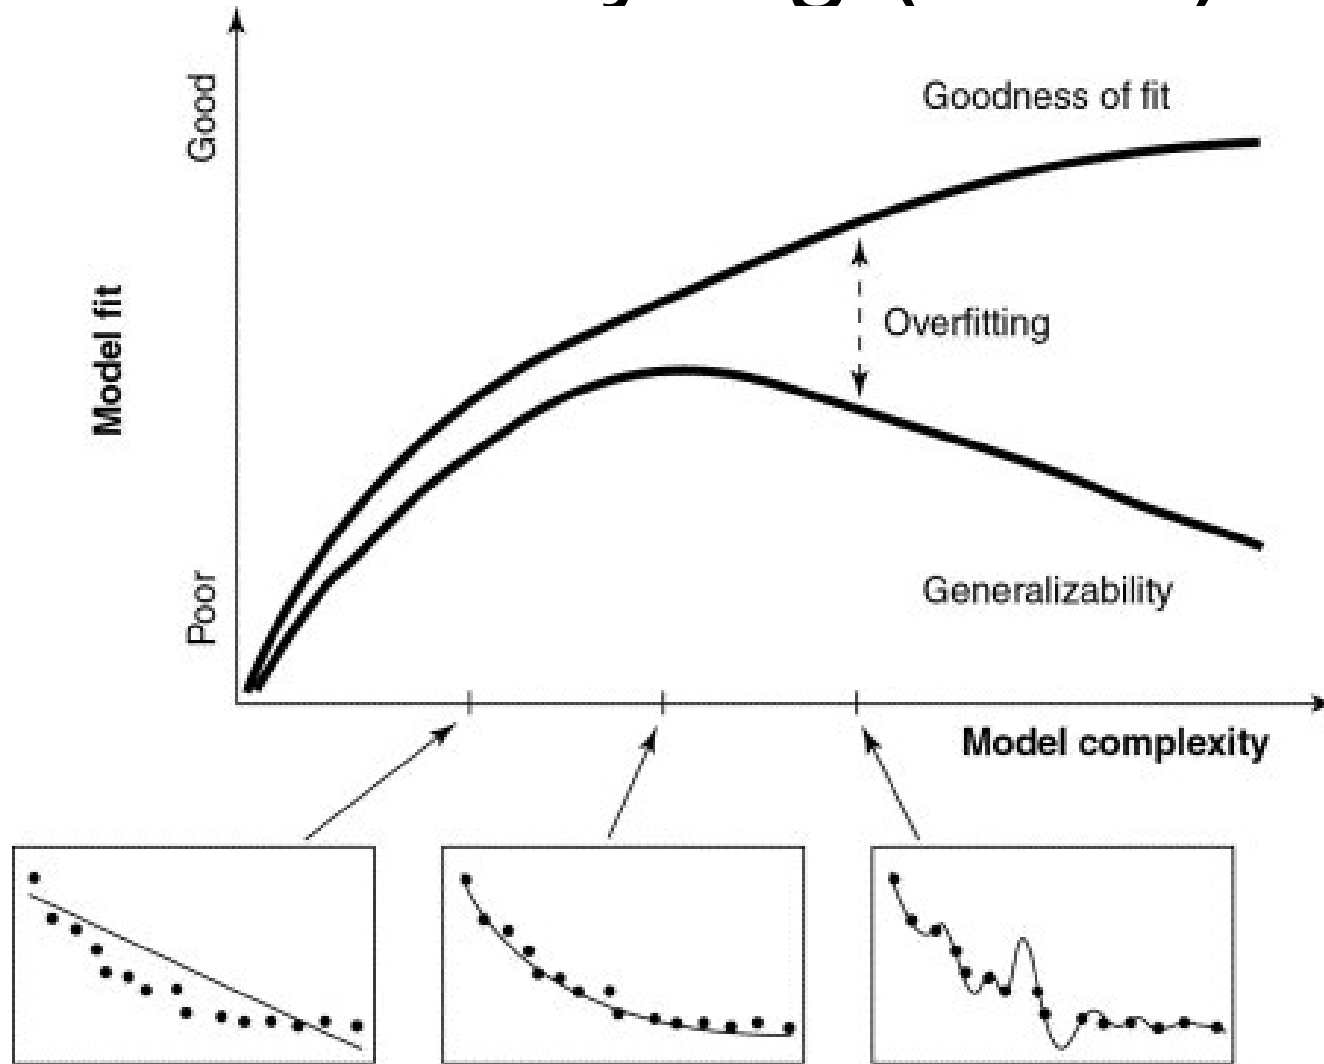 Good
Goodness of fit
Model fit
Overfitting
Poor
Generalizability
Model complexity